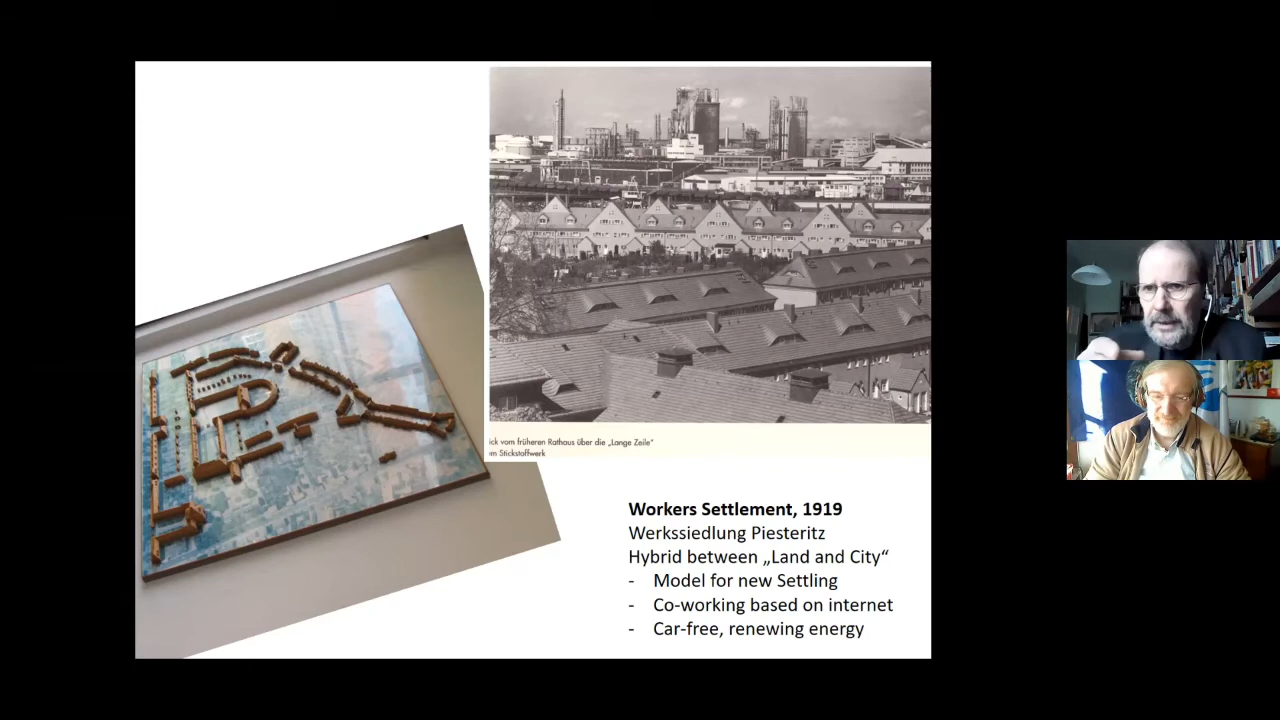 ick vom früheren Rathaus über die „Lange Zeile"
m Stickstoffwerk
Workers Settlement, 1919
Werkssiedlung Piesteritz
Hybrid between „Land and City“
- Model for new Settling
- Co-working based on internet
- Car-free, renewing energy